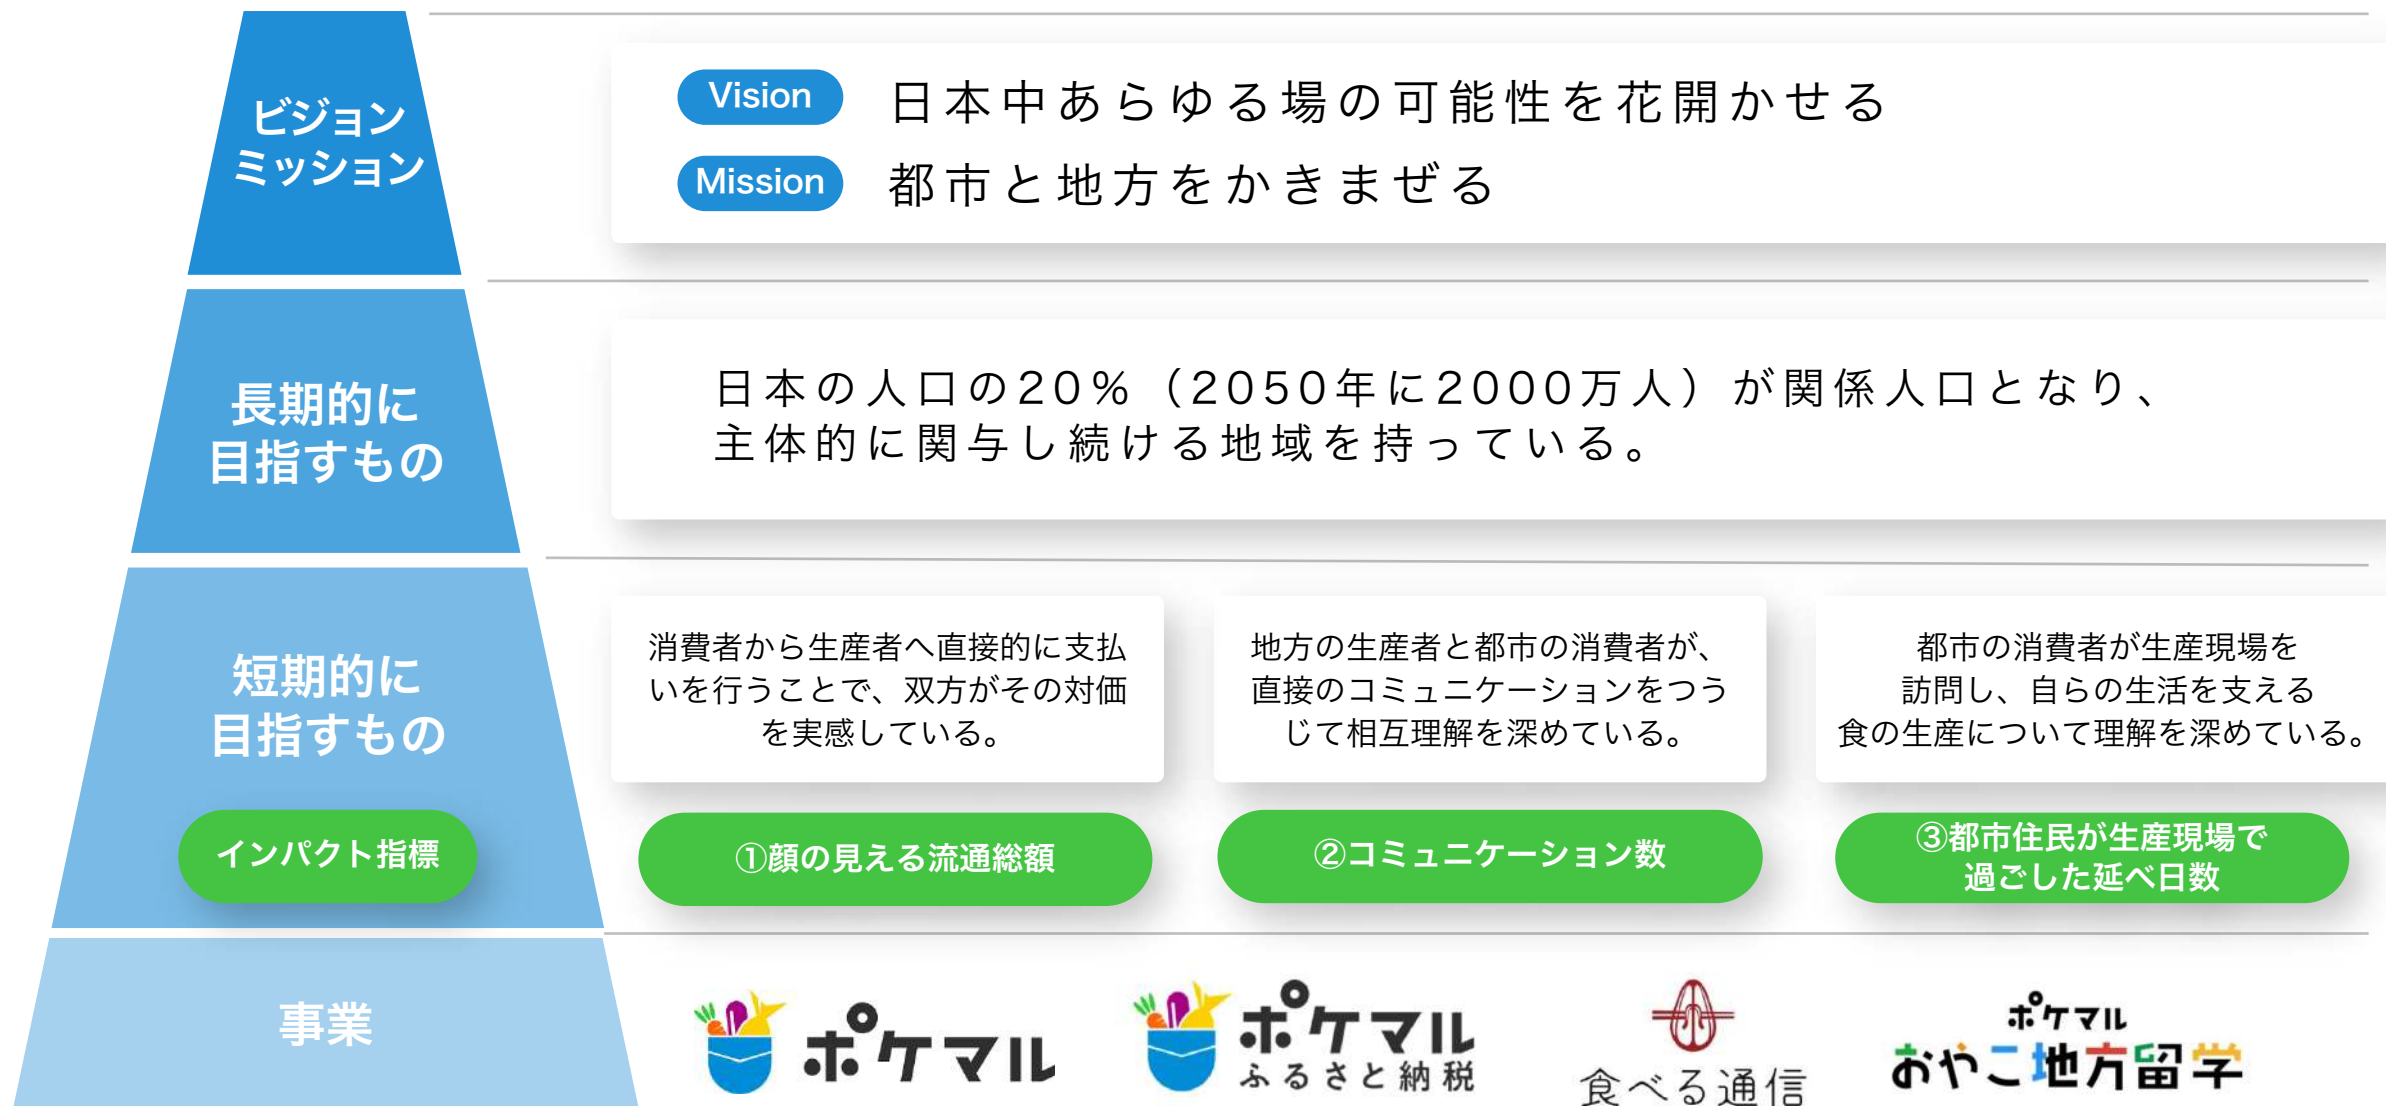 ビジョン
ミッション
Vision
日本中あらゆる場の可能性を花開かせる
Mission
都市と地方をかきまぜる
長期的に
目指すもの
日本の人口の20%（2050年に2000万人）が関係人口となり、
主体的に関与し続ける地域を持っている。
短期的に
目指すもの
インパクト指標
消費者から生産者へ直接的に支払
いを行うことで、双方がその対価
を実感している。
①顔の見える流通総額
地方の生産者と都市の消費者が、
直接のコミュニケーションをつう
じて相互理解を深めている。
②コミュニケーション数
都市の消費者が生産現場を
訪問し、自らの生活を支える
食の生産について理解を深めている。
③都市住民が生産現場で
過ごした延べ日数
事業
ポケマル
ポケマル
ふるさと納税
食べる通信
ポケマル
おやこ地方留学